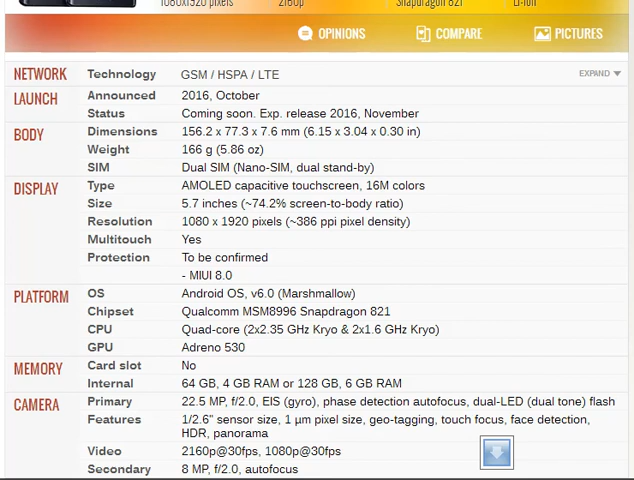 1080x1920 pixels 2160p Snapdragon 821 Li-Ion
OPINIONS COMPARE PICTURES
NETWORK Technology GSM / HSPA / LTE EXPAND
LAUNCH Announced 2016, October
Status Coming soon. Exp. release 2016, November
BODY Dimensions 156.2 x 77.3 x 7.6 mm (6.15 x 3.04 x 0.30 in)
Weight 166 g (5.86 oz)
SIM Dual SIM (Nano-SIM, dual stand-by)
DISPLAY Type AMOLED capacitive touchscreen, 16M colors
Size 5.7 inches (~74.2% screen-to-body ratio)
Resolution 1080 x 1920 pixels (~386 ppi pixel density)
Multitouch Yes
Protection To be confirmed
- MIUI 8.0
PLATFORM OS Android OS, v6.0 (Marshmallow)
Chipset Qualcomm MSM8996 Snapdragon 821
CPU Quad-core (2x2.35 GHz Kryo & 2x1.6 GHz Kryo)
GPU Adreno 530
MEMORY Card slot No
Internal 64 GB, 4 GB RAM or 128 GB, 6 GB RAM
CAMERA Primary 22.5 MP, f/2.0, EIS (gyro), phase detection autofocus, dual-LED (dual tone) flash
Features 1/2.6" sensor size, 1 µm pixel size, geo-tagging, touch focus, face detection,
HDR, panorama
Video 2160p@30fps, 1080p@30fps
Secondary 8 MP, f/2.0, autofocus